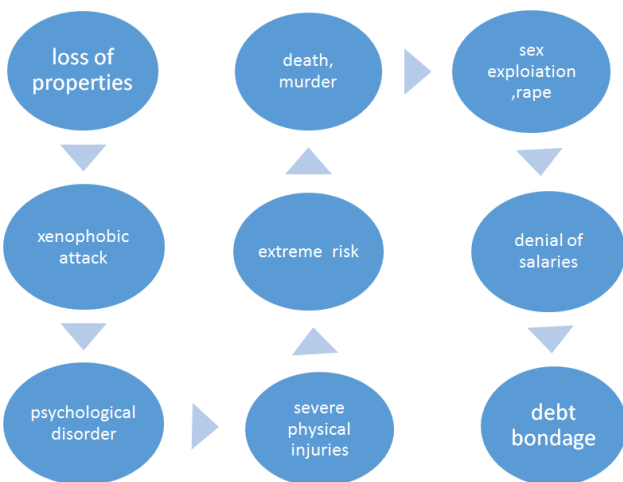 loss of
properties
xenophobic
attack
psychological
disorder
severe
physical
injuries
extreme risk
death,
murder
sex
exploiation
,rape
denial of
salaries
debt
bondage